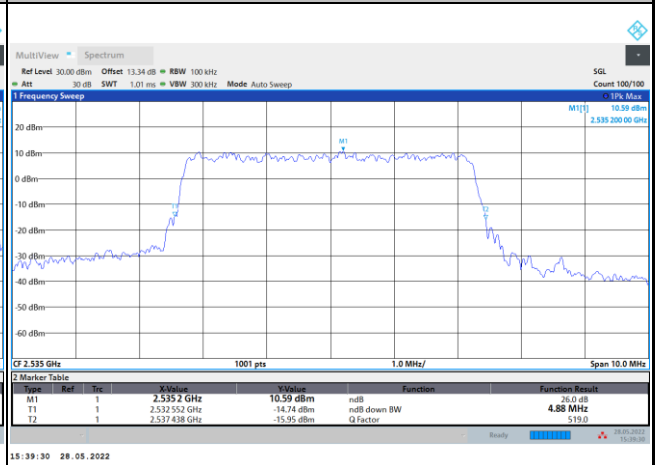 MultiView Spectrum
Ref Level 30.00 dBm Offset 13.34 dB RBW 100 kHz SGL
Att 30 dB SWT 1.01 ms VBW 300 kHz Mode Auto Sweep Count 100/100
1 Frequency Sweep 1Pk Max
M1[1] 10.59 dBm
2.535 200 00 GHz
20 dBm
M1
10 dBm
0 dBm
-10 dBm
T1 T2
-20 dBm
-30 dBm
-40 dBm
-50 dBm
-60 dBm
CF 2.535 GHz 1001 pts 1.0 MHz/ Span 10.0 MHz
2 Marker Table
Type Ref Trc X-Value Y-Value Function Function Result
M1 1 2.5352 GHz 10.59 dBm ndB 26.0 dB
T1 1 2.532 552 GHz -14.74 dBm ndB down BW 4.88 MHz
T2 1 2.537 438 GHz -15.95 dBm Q Factor 519.0
Ready 28.05.2022
15:39:30
15:39:30 28.05.2022